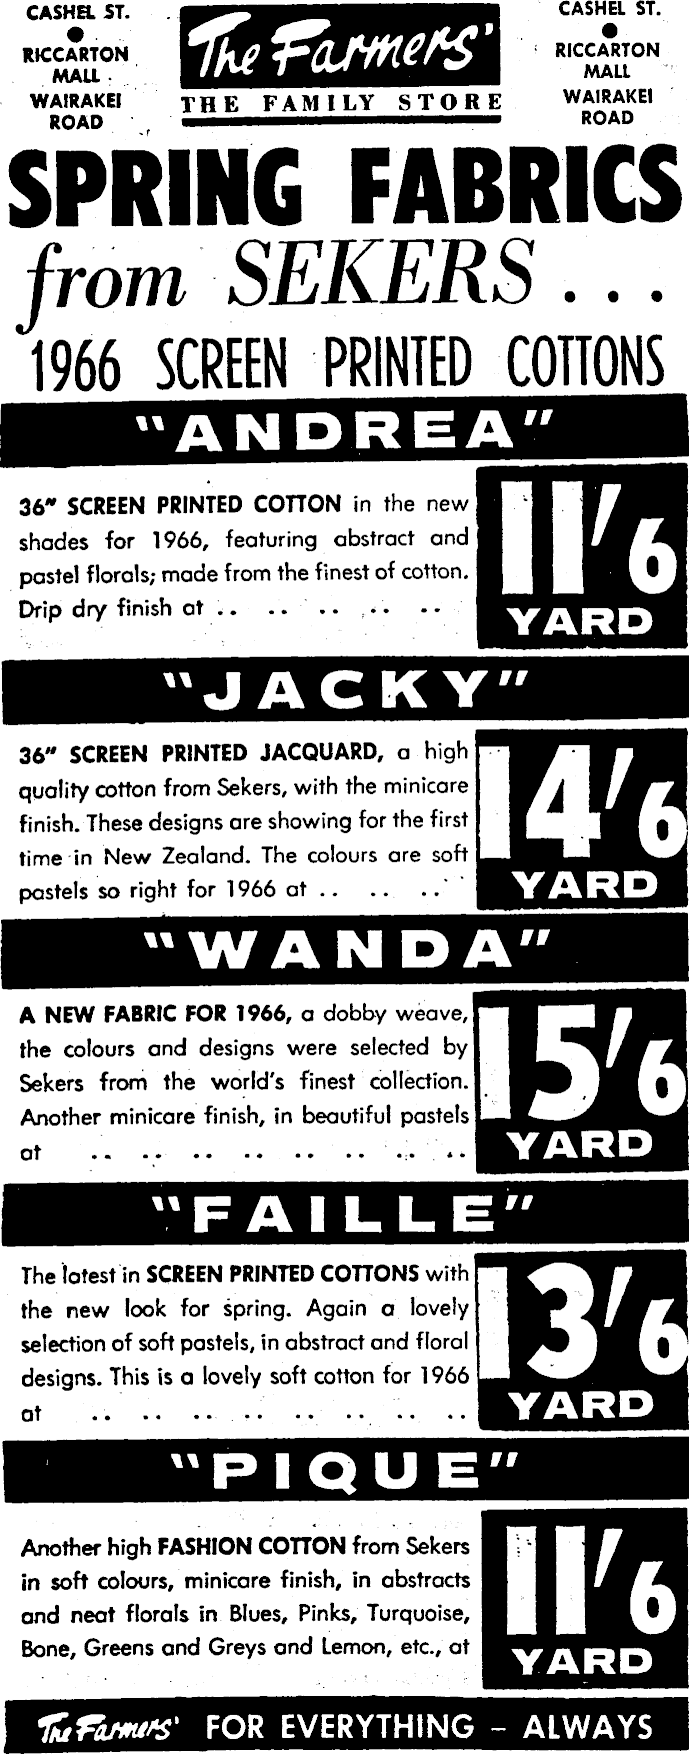 CASHEL ST.
●
RICCARTON
MALL
WAIRAKEI
ROAD
The Farmers'
THE FAMILY STORE
CASHEL ST.
●
RICCARTON
MALL
WAIRAKEI
ROAD
SPRING FABRICS
from SEKERS . . .
1966 SCREEN PRINTED COTTONS
"ANDREA"
36" SCREEN PRINTED COTTON in the new
shades for 1966, featuring abstract and
pastel florals; made from the finest of cotton.
Drip dry finish at .. .. .. .. ..
11/6
YARD
"JACKY"
36" SCREEN PRINTED JACQUARD, a high
quality cotton from Sekers, with the minicare
finish. These designs are showing for the first
time in New Zealand. The colours are soft
pastels so right for 1966 at .. .. ..
14/6
YARD
"WANDA"
A NEW FABRIC FOR 1966, a dobby weave,
the colours and designs were selected by
Sekers from the world's finest collection.
Another minicare finish, in beautiful pastels
at .. .. .. .. .. .. .. ..
15/6
YARD
"FAILLE"
The latest in SCREEN PRINTED COTTONS with
the new look for spring. Again a lovely
selection of soft pastels, in abstract and floral
designs. This is a lovely soft cotton for 1966
at .. .. .. .. .. .. .. ..
13/6
YARD
"PIQUE"
Another high FASHION COTTON from Sekers
in soft colours, minicare finish, in abstracts
and neat florals in Blues, Pinks, Turquoise,
Bone, Greens and Greys and Lemon, etc., at
11/6
YARD
The Farmers' FOR EVERYTHING – ALWAYS